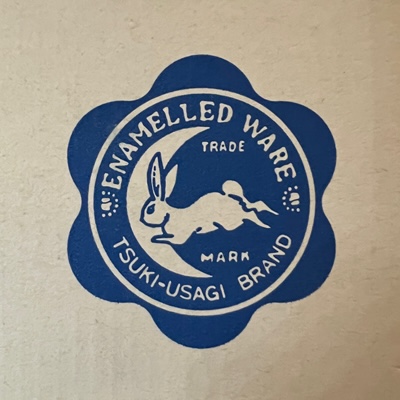 ENAMELLED WARE
TRADE
MARK
TSUKI-USAGI BRAND